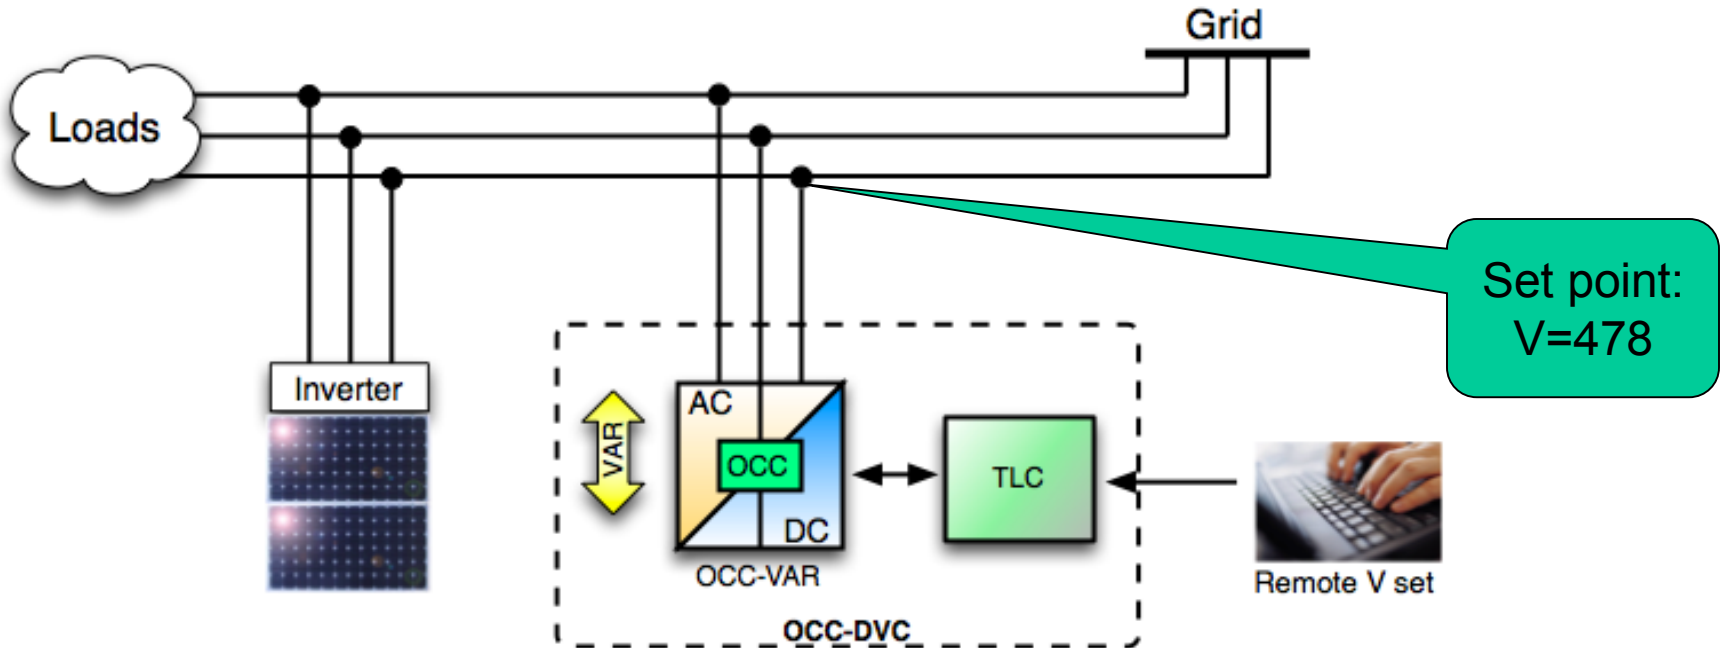 Grid
Loads
Set point:
V=478
Inverter
AC
VAR
OCC
DC
TLC
OCC-VAR
Remote V set
OCC-DVC